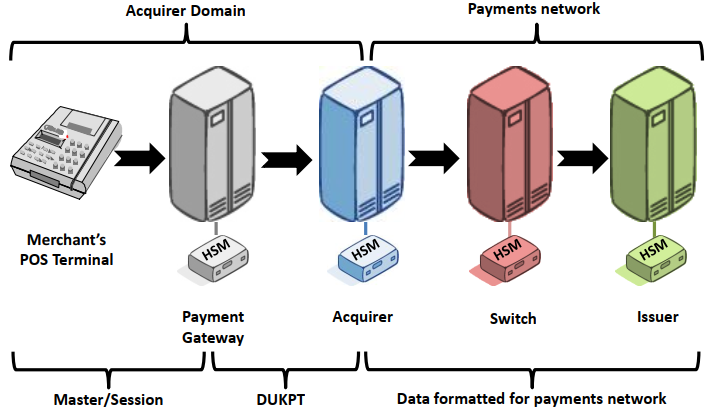 Acquirer Domain
Payments network
Merchant's
POS Terminal
HSM
HSM
HSM
HSM
Payment
Gateway
Acquirer
Switch
Issuer
Master/Session
DUKPT
Data formatted for payments network